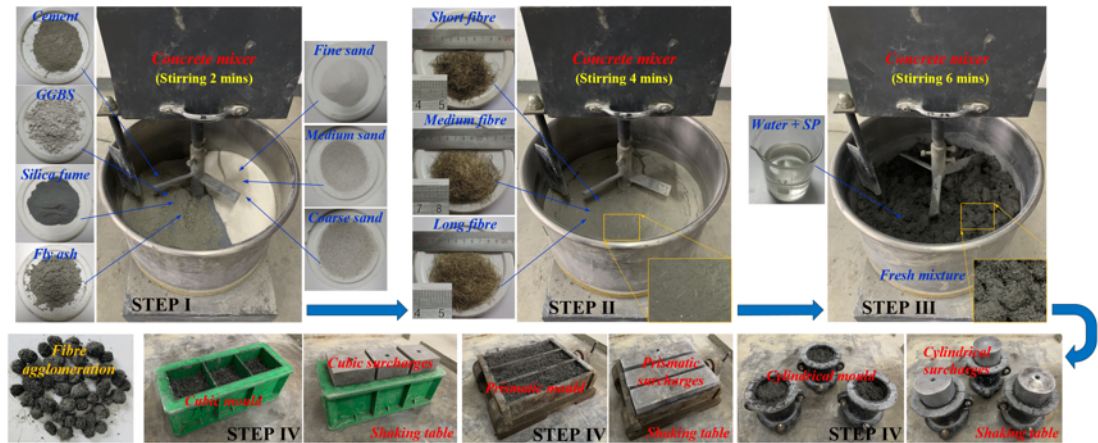 Cement
GGBS
Silica fume
Fly ash
Concrete mixer
(Stirring 2 mins)
Fine sand
Medium sand
Coarse sand
STEP I
Short fibre
4 5
Medium fibre
7 8
Long fibre
4 5
Concrete mixer
(Stirring 4 mins)
STEP II
Water + SP
Concrete mixer
(Stirring 6 mins)
Fresh mixture
STEP III
Fibre
agglomeration
Cubic mould
STEP IV
Cubic surcharges
Shaking table
Prismatic mould
STEP IV
Prismatic
surcharges
Shaking table
Cylindrical mould
STEP IV
Cylindrical
surcharges
Shaking table